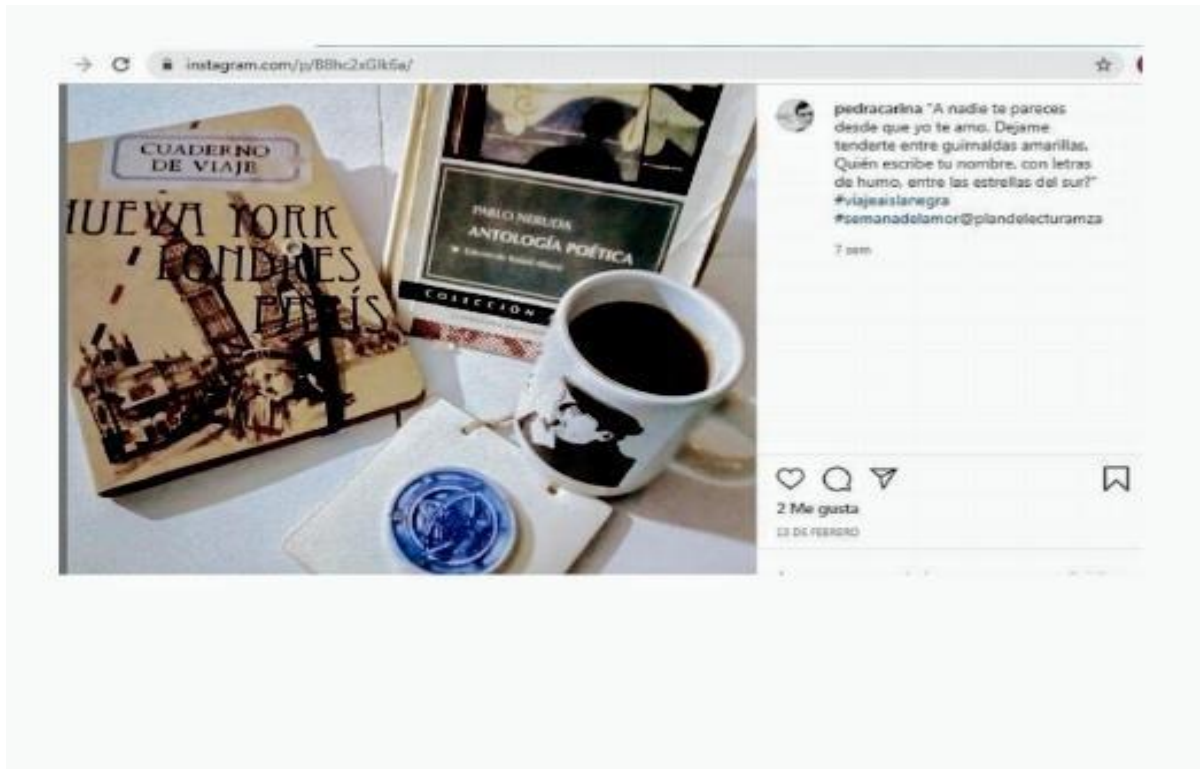 instagram.com/p/B8hc2xGlk6a/
CUADERNO
DE VIAJE
NUEVA YORK
LONDRES
PARÍS
PABLO NERUDA
ANTOLOGÍA POÉTICA
COLECCIÓN
pedracarina "A nadie te pareces
desde que yo te amo. Dejame
tenderte entre guirnaldas amarillas.
Quién escribe tu nombre, con letras
de humo, entre las estrellas del sur?"
#viajeaislanegra
#semanadelamor@plandelecturamza
7 sem
2 Me gusta
13 DE FEBRERO